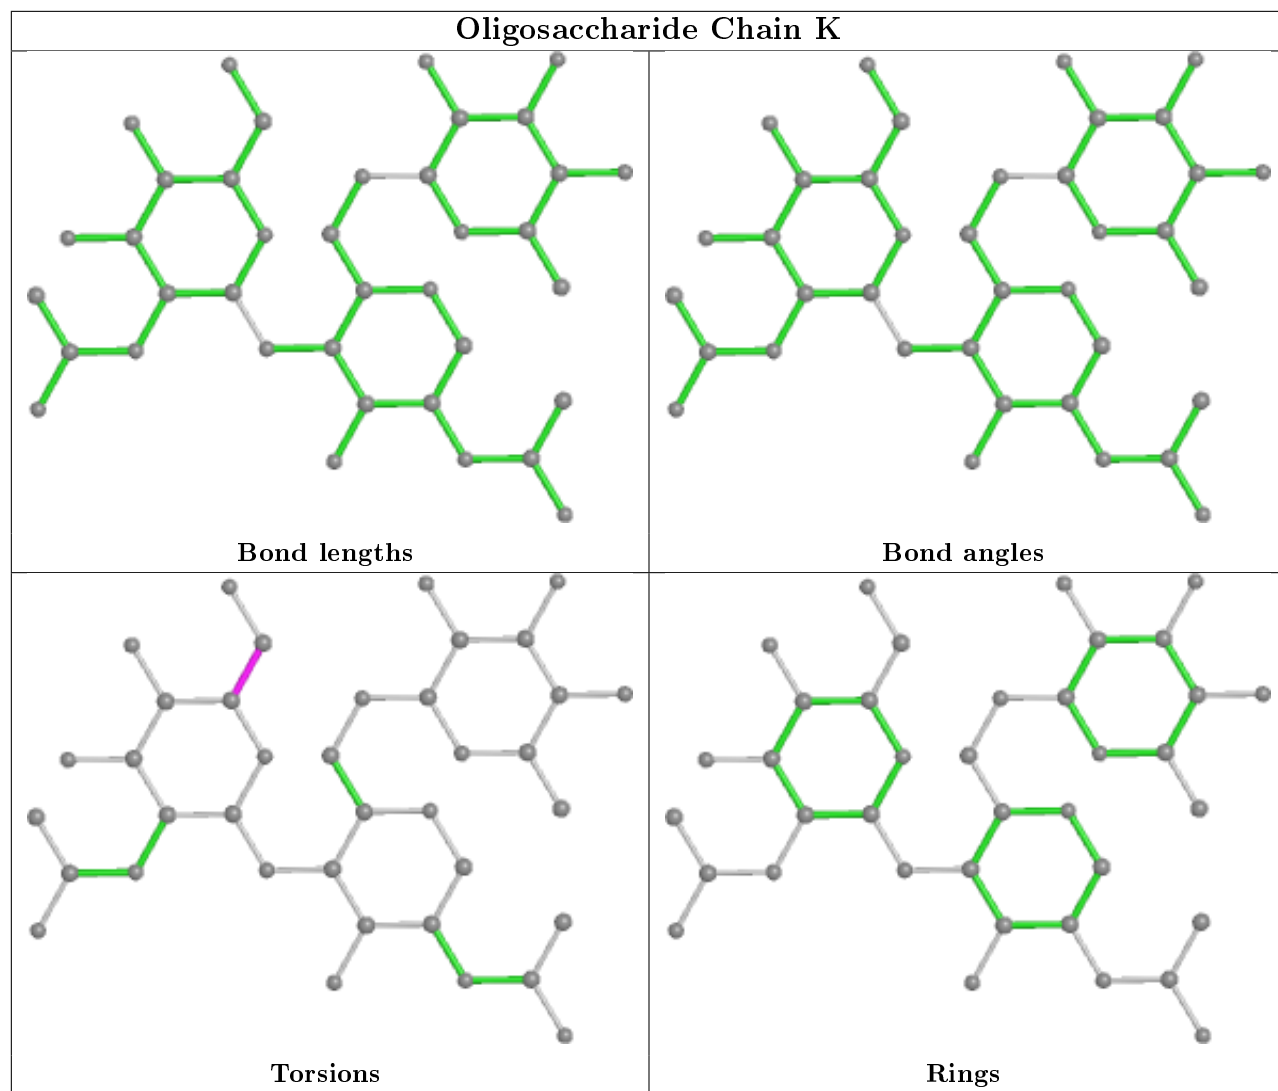 Oligosaccharide Chain K
Bond lengths
Bond angles
Torsions
Rings